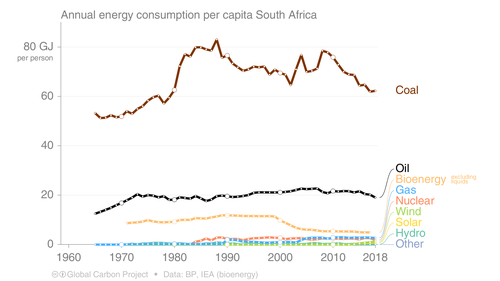 Annual energy consumption per capita South Africa
80 GJ
per person
60
40
20
0
1960
1970
1980
1990
2000
2010
2018
Coal
Oil
Bioenergy excluding liquids
Gas
Nuclear
Wind
Solar
Hydro
Other
Global Carbon Project • Data: BP, IEA (bioenergy)